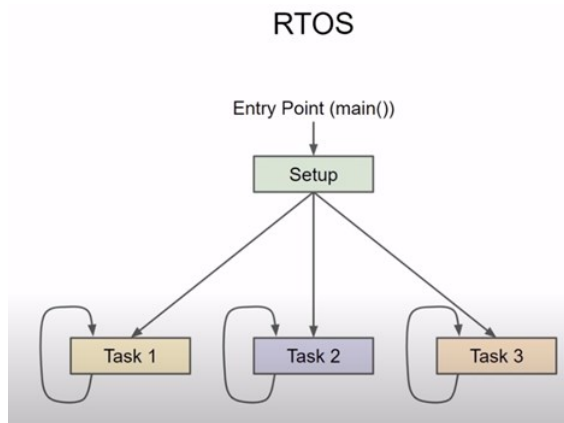 RTOS
Entry Point (main())
Setup
Task 1
Task 2
Task 3